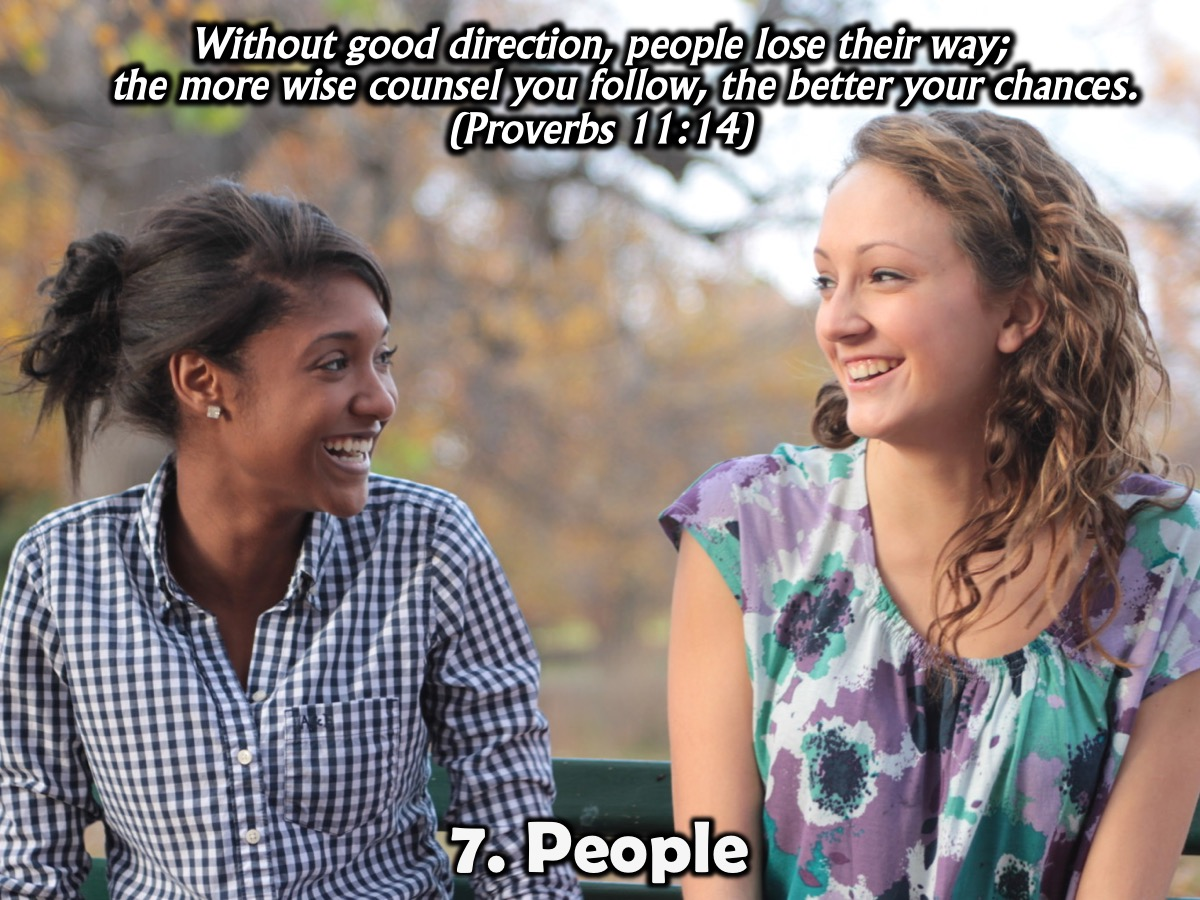 Without good direction, people lose their way;
the more wise counsel you follow, the better your chances.
(Proverbs 11:14)
7. People